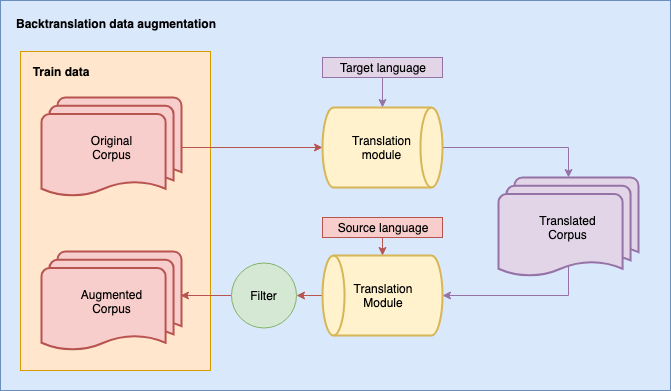 Backtranslation data augmentation
Train data
Target language
Original
Corpus
Translation
module
Translated
Corpus
Source language
Augmented
Corpus
Filter
Translation
Module